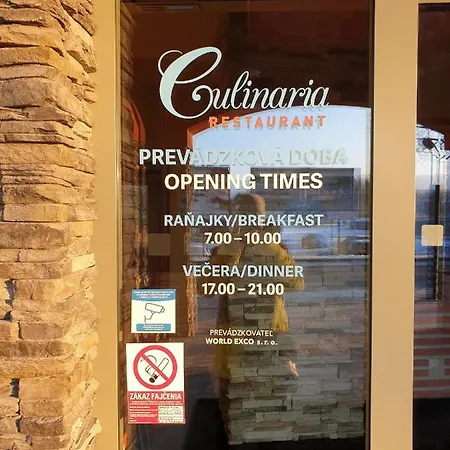 Culinaria
RESTAURANT
PREVÁDZKOVÁ DOBA
OPENING TIMES
RAŇAJKY/BREAKFAST
7.00 – 10.00
VEČERA/DINNER
17.00 – 21.00
PREVÁDZKOVATEĽ
WORLD EXCO s.r.o.
ZÁKAZ FAJČENIA